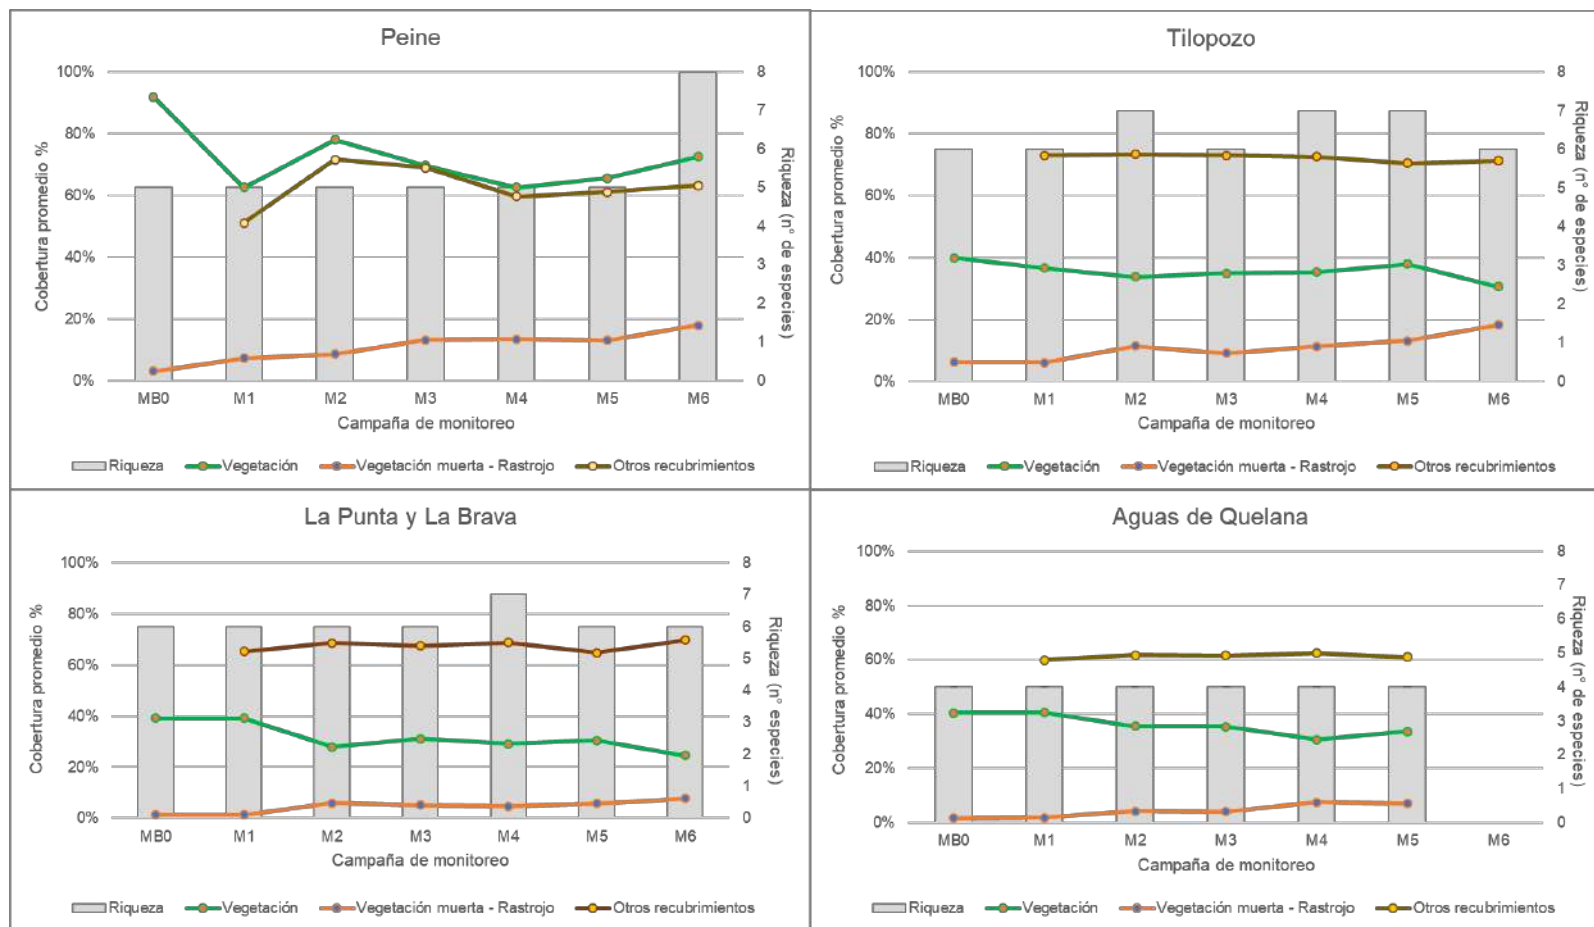 Peine
100%
80%
60%
40%
20%
0%
Cobertura promedio %
8
7
6
5
4
3
2
1
0
Riqueza (n° de especies)
MB0 M1 M2 M3 M4 M5 M6
Campaña de monitoreo
Riqueza Vegetación Vegetación muerta - Rastrojo Otros recubrimientos
Tilopozo
100%
80%
60%
40%
20%
0%
Cobertura promedio %
8
7
6
5
4
3
2
1
0
Riqueza (n° de especies)
MB0 M1 M2 M3 M4 M5 M6
Campaña de monitoreo
Riqueza Vegetación Vegetación muerta - Rastrojo Otros recubrimientos
La Punta y La Brava
100%
80%
60%
40%
20%
0%
Cobertura promedio %
8
7
6
5
4
3
2
1
0
Riqueza (n° especies)
MB0 M1 M2 M3 M4 M5 M6
Campaña de monitoreo
Riqueza Vegetación Vegetación muerta - Rastrojo Otros recubrimientos
Aguas de Quelana
100%
80%
60%
40%
20%
0%
Cobertura promedio %
8
7
6
5
4
3
2
1
0
Riqueza (n° de especies)
MB0 M1 M2 M3 M4 M5 M6
Campaña de monitoreo
Riqueza Vegetación Vegetación muerta - Rastrojo Otros recubrimientos